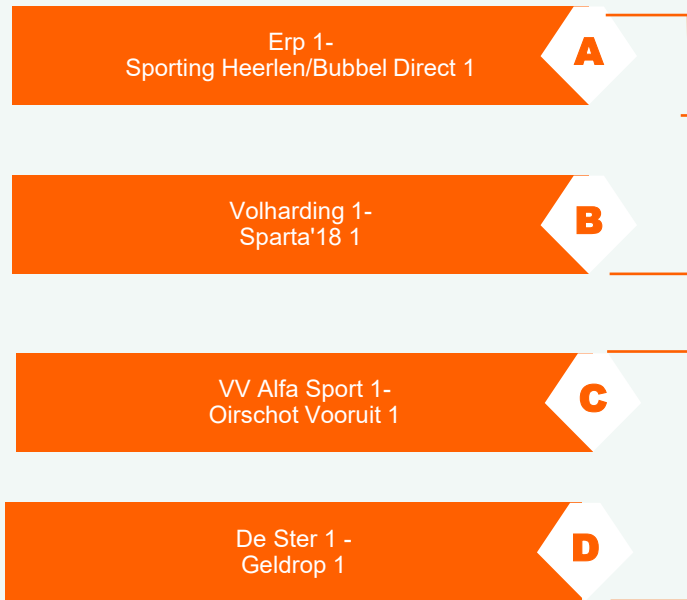 Erp 1-
Sporting Heerlen/Bubbel Direct 1
A
Volharding 1-
Sparta'18 1
B
VV Alfa Sport 1-
Oirschot Vooruit 1
C
De Ster 1 -
Geldrop 1
D